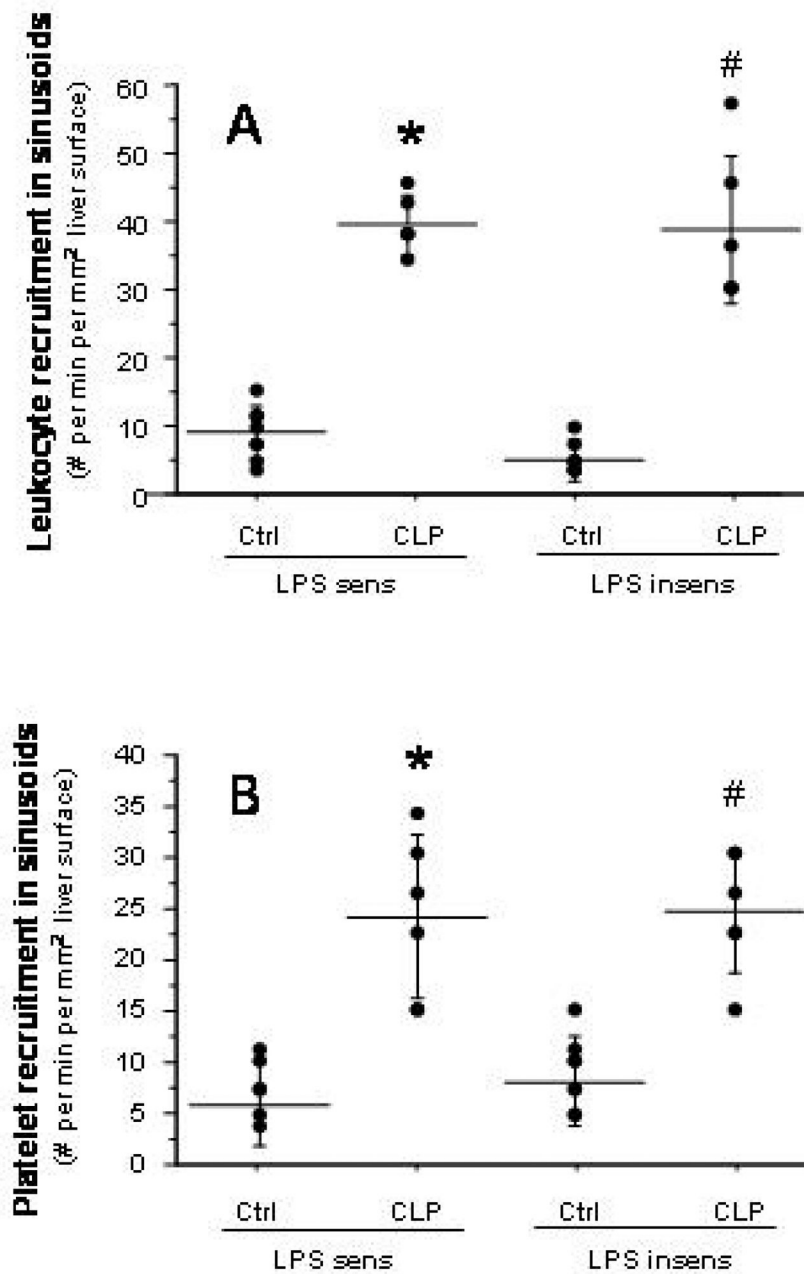 Leukocyte recruitment in sinusoids
(# per min per mm² liver surface)
60
50
40
30
20
10
0
A
*
#
Ctrl CLP Ctrl CLP
LPS sens LPS insens
Platelet recruitment in sinusoids
(# per min per mm² liver surface)
40
35
30
25
20
15
10
5
0
B
*
#
Ctrl CLP Ctrl CLP
LPS sens LPS insens